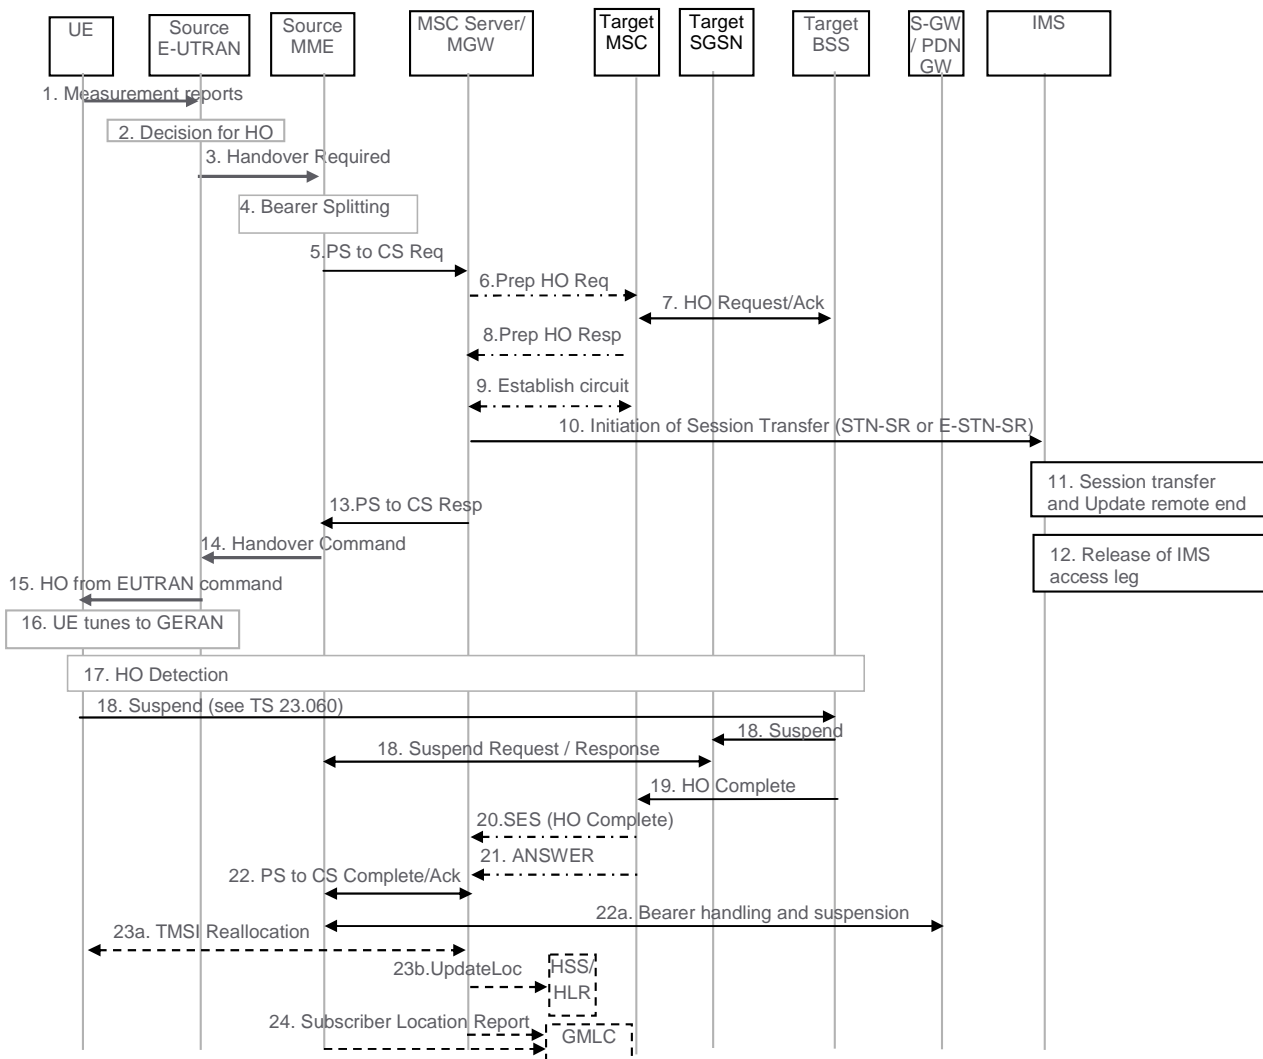 UE
Source
E-UTRAN
Source
MME
MSC Server/
MGW
Target
MSC
Target
SGSN
Target
BSS
S-GW
/ PDN
GW
IMS
1. Measurement reports
2. Decision for HO
3. Handover Required
4. Bearer Splitting
5.PS to CS Req
6.Prep HO Req
7. HO Request/Ack
8.Prep HO Resp
9. Establish circuit
10. Initiation of Session Transfer (STN-SR or E-STN-SR)
11. Session transfer
and Update remote end
13.PS to CS Resp
12. Release of IMS
access leg
14. Handover Command
15. HO from EUTRAN command
16. UE tunes to GERAN
17. HO Detection
18. Suspend (see TS 23.060)
18. Suspend
18. Suspend Request / Response
19. HO Complete
20.SES (HO Complete)
21. ANSWER
22. PS to CS Complete/Ack
22a. Bearer handling and suspension
23a. TMSI Reallocation
23b.UpdateLoc
HSS/
HLR
24. Subscriber Location Report
GMLC